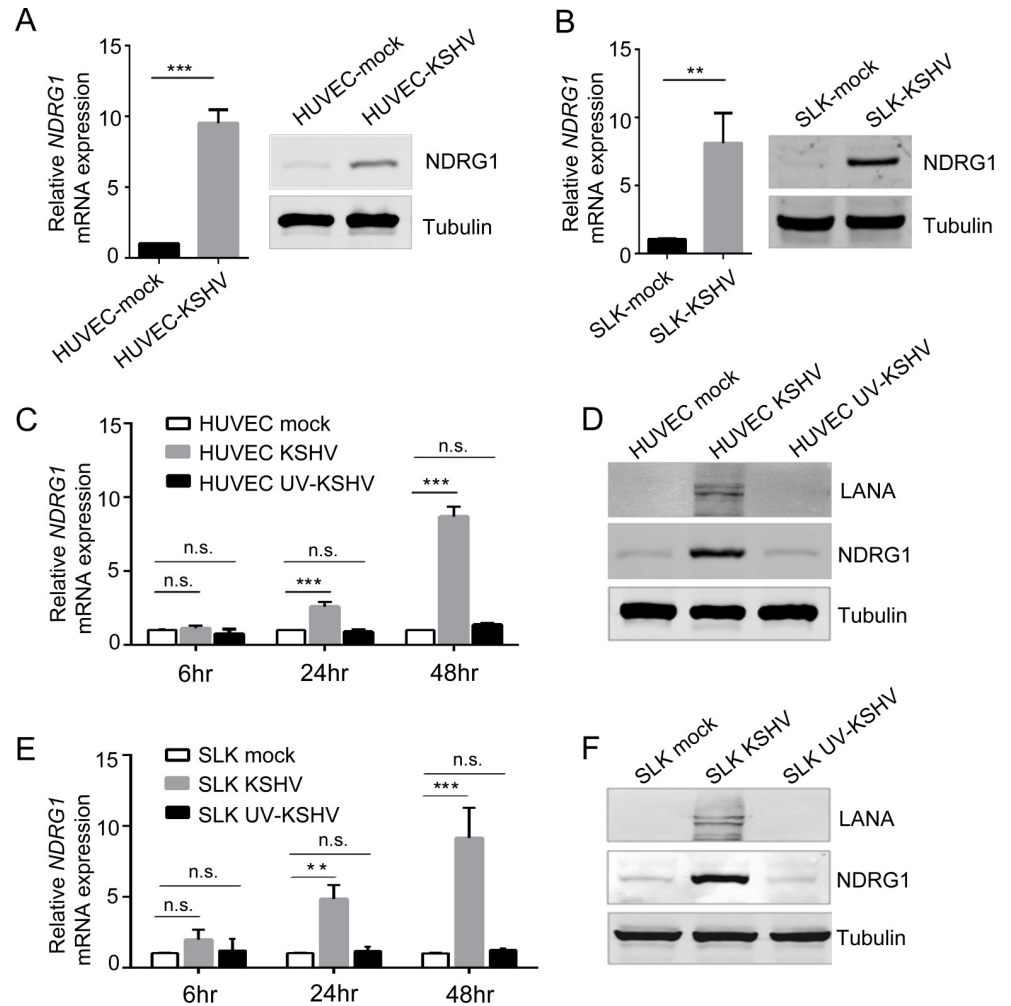 A
Relative NDRG1
mRNA expression
15
10
5
0
***
HUVEC-mock
HUVEC-KSHV
HUVEC-mock
HUVEC-KSHV
NDRG1
Tubulin
B
Relative NDRG1
mRNA expression
15
10
5
0
**
SLK-mock
SLK-KSHV
SLK-mock
SLK-KSHV
NDRG1
Tubulin
C
Relative NDRG1
mRNA expression
15
10
5
0
HUVEC mock
HUVEC KSHV
HUVEC UV-KSHV
n.s.
n.s.
n.s.
***
n.s.
***
6hr
24hr
48hr
D
HUVEC mock
HUVEC KSHV
HUVEC UV-KSHV
LANA
NDRG1
Tubulin
E
Relative NDRG1
mRNA expression
15
10
5
0
SLK mock
SLK KSHV
SLK UV-KSHV
n.s.
n.s.
n.s.
**
n.s.
***
6hr
24hr
48hr
F
SLK mock
SLK KSHV
SLK UV-KSHV
LANA
NDRG1
Tubulin